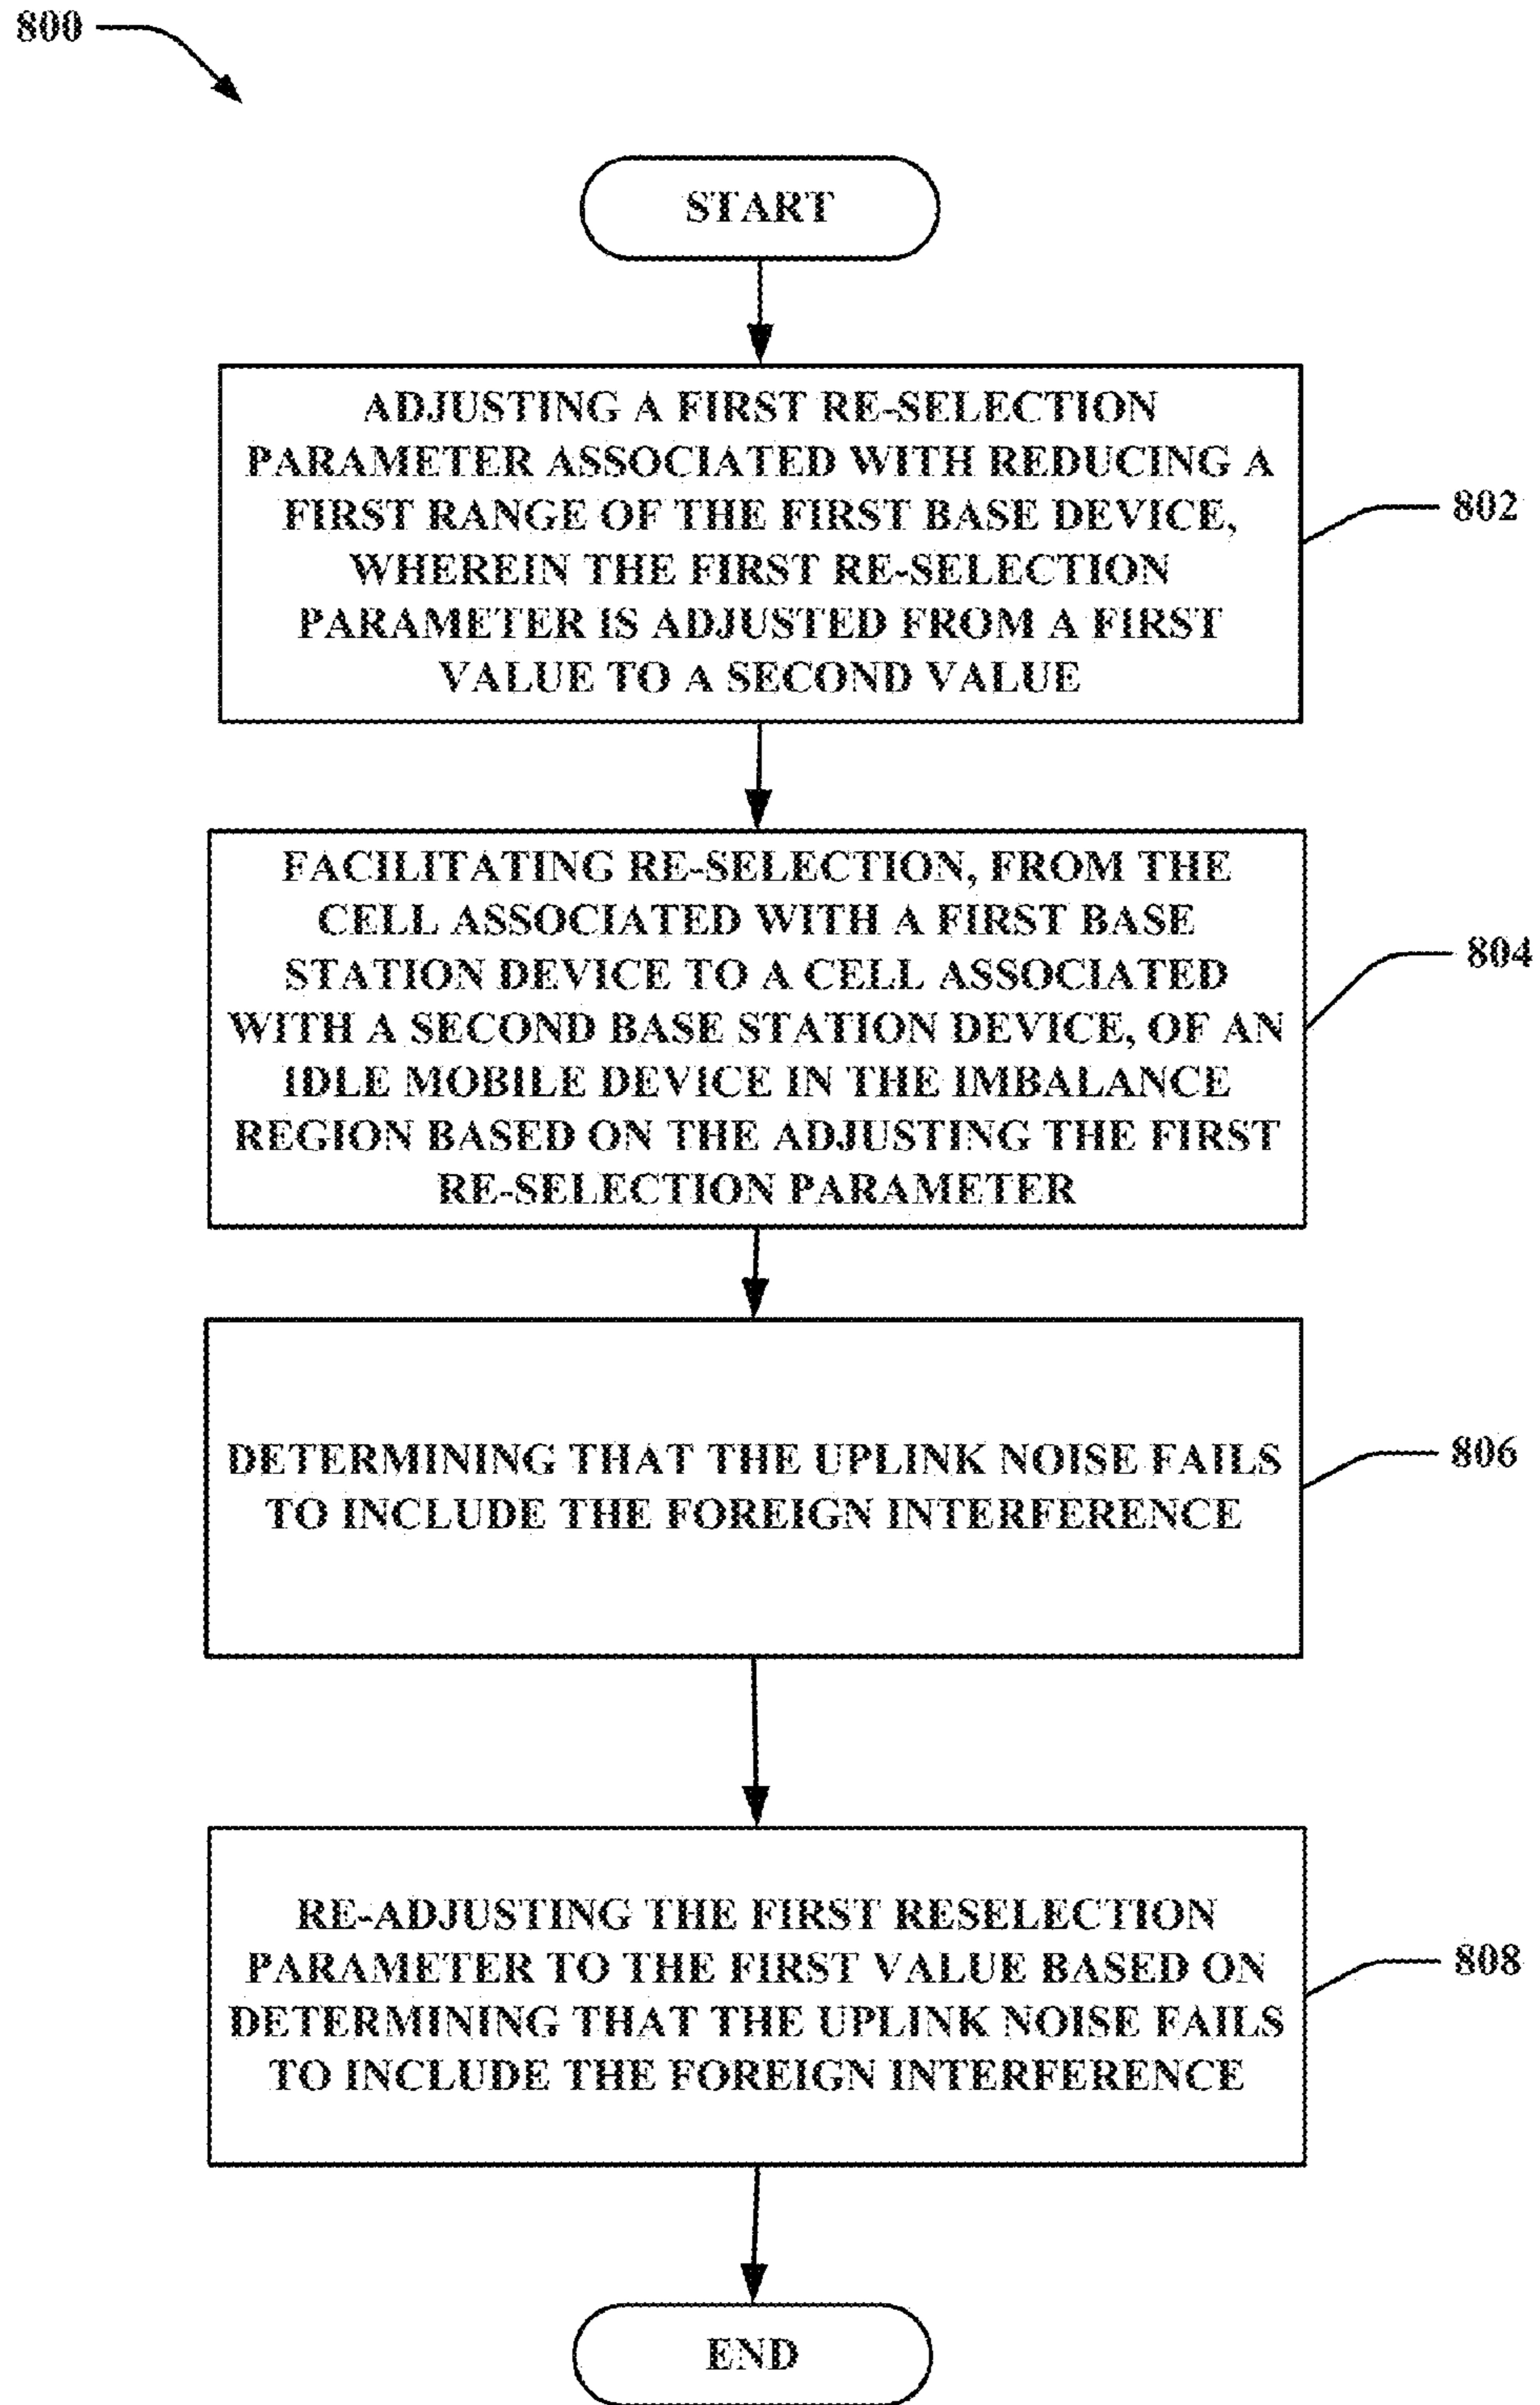 800
START
ADJUSTING A FIRST RE-SELECTION
PARAMETER ASSOCIATED WITH REDUCING A
FIRST RANGE OF THE FIRST BASE DEVICE,
WHEREIN THE FIRST RE-SELECTION
PARAMETER IS ADJUSTED FROM A FIRST
VALUE TO A SECOND VALUE
802
FACILITATING RE-SELECTION, FROM THE
CELL ASSOCIATED WITH A FIRST BASE
STATION DEVICE TO A CELL ASSOCIATED
WITH A SECOND BASE STATION DEVICE, OF AN
IDLE MOBILE DEVICE IN THE IMBALANCE
REGION BASED ON THE ADJUSTING THE FIRST
RE-SELECTION PARAMETER
804
DETERMINING THAT THE UPLINK NOISE FAILS
TO INCLUDE THE FOREIGN INTERFERENCE
806
RE-ADJUSTING THE FIRST RESELECTION
PARAMETER TO THE FIRST VALUE BASED ON
DETERMINING THAT THE UPLINK NOISE FAILS
TO INCLUDE THE FOREIGN INTERFERENCE
808
END